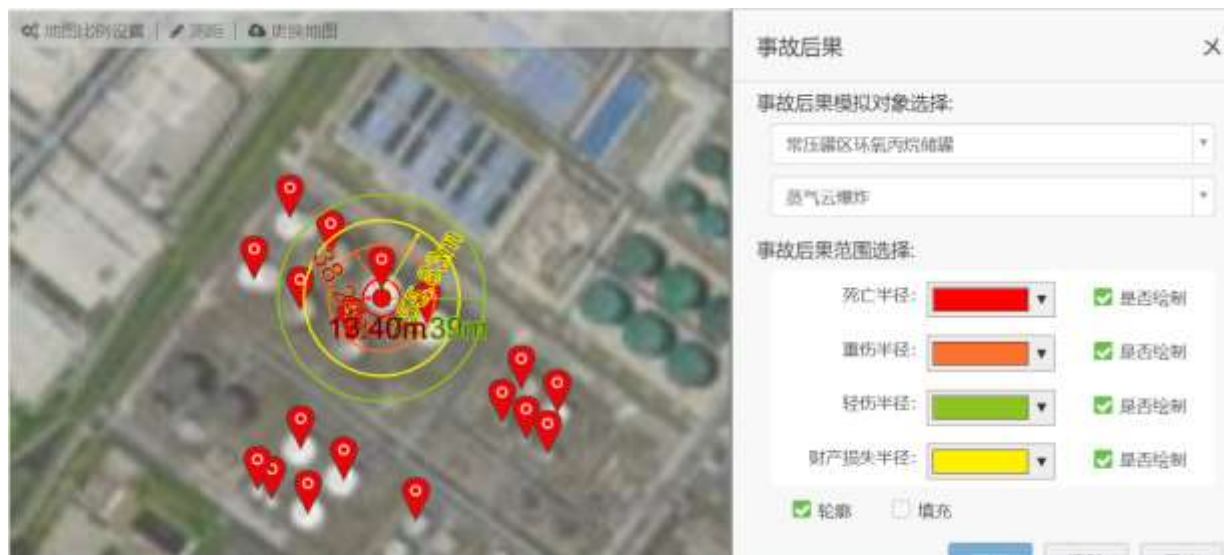 地图比例设置 | 测距 | 更换地图
事故后果
事故后果模拟对象选择:
常压罐区环氧丙烷储罐
蒸气云爆炸
事故后果范围选择:
死亡半径: 是否绘制
重伤半径: 是否绘制
轻伤半径: 是否绘制
财产损失半径: 是否绘制
轮廓 填充
13.40m
39m